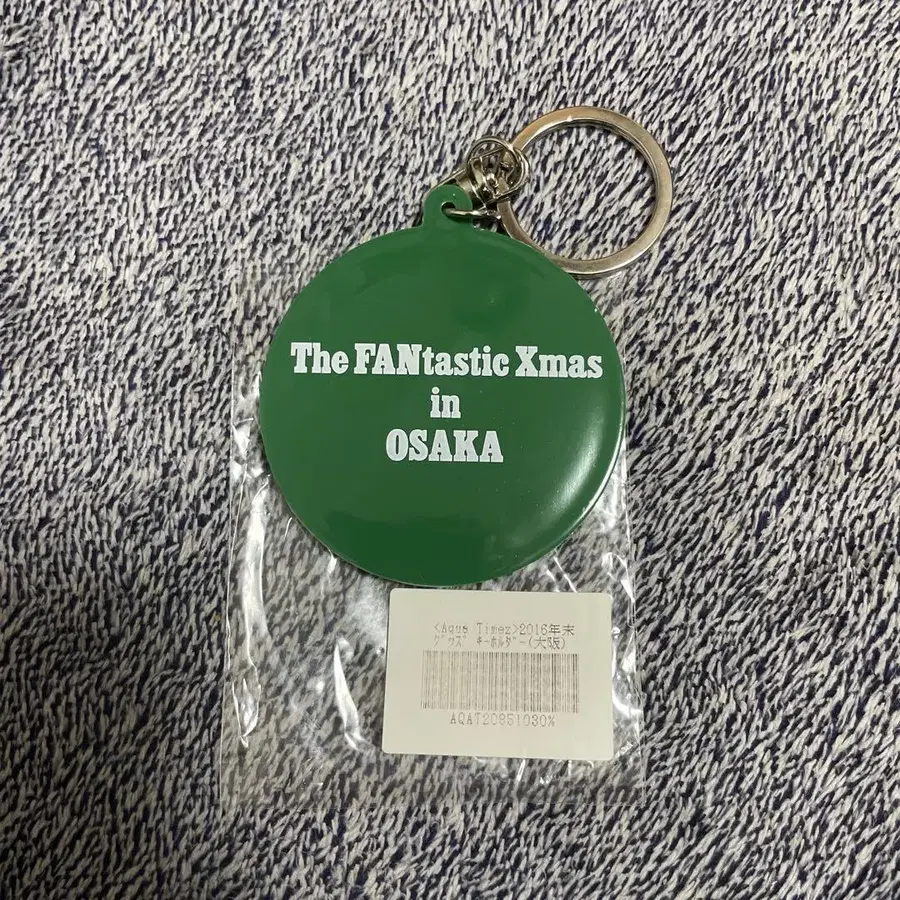 The FANtastic Xmas
in
OSAKA
<Aqua Timez>2016年末
ｸﾞｯｽﾞ ｷｰﾎﾙﾀﾞｰ(大阪)
AQAT20851030%